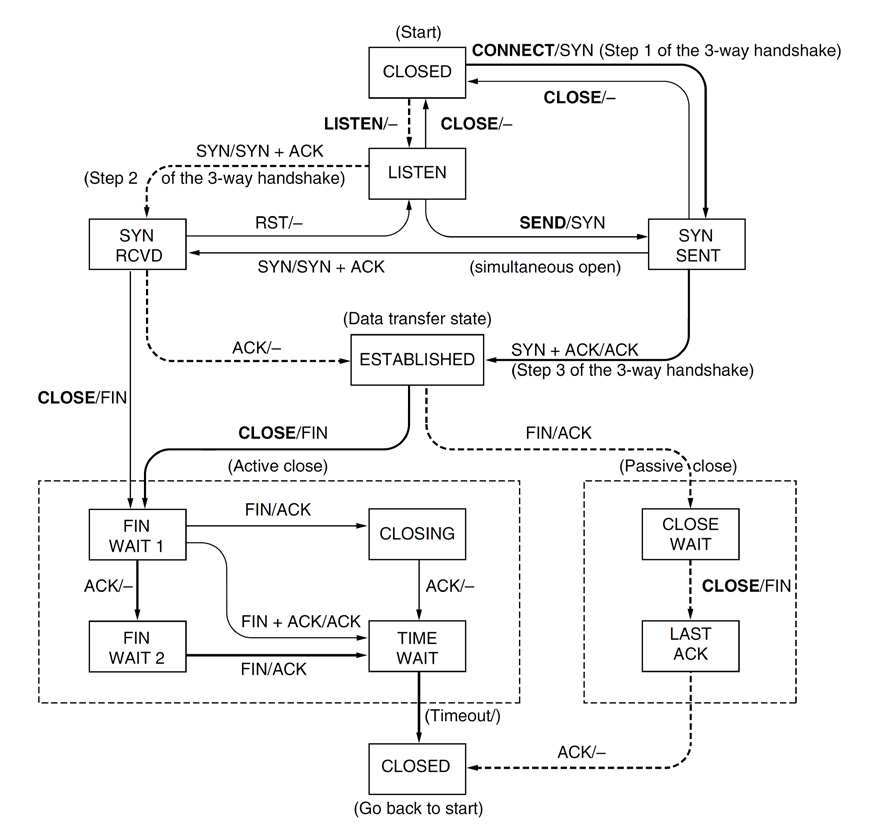 (Start)
CLOSED
CONNECT/SYN (Step 1 of the 3-way handshake)
CLOSE/–
LISTEN/–
CLOSE/–
SYN/SYN + ACK
(Step 2 of the 3-way handshake)
LISTEN
SYN
RCVD
RST/–
SEND/SYN
SYN
SENT
SYN/SYN + ACK
(simultaneous open)
(Data transfer state)
ACK/–
ESTABLISHED
SYN + ACK/ACK
(Step 3 of the 3-way handshake)
CLOSE/FIN
CLOSE/FIN
(Active close)
FIN/ACK
(Passive close)
FIN
WAIT 1
FIN/ACK
CLOSING
CLOSE
WAIT
ACK/–
ACK/–
CLOSE/FIN
FIN + ACK/ACK
FIN
WAIT 2
FIN/ACK
TIME
WAIT
LAST
ACK
(Timeout/)
CLOSED
ACK/–
(Go back to start)